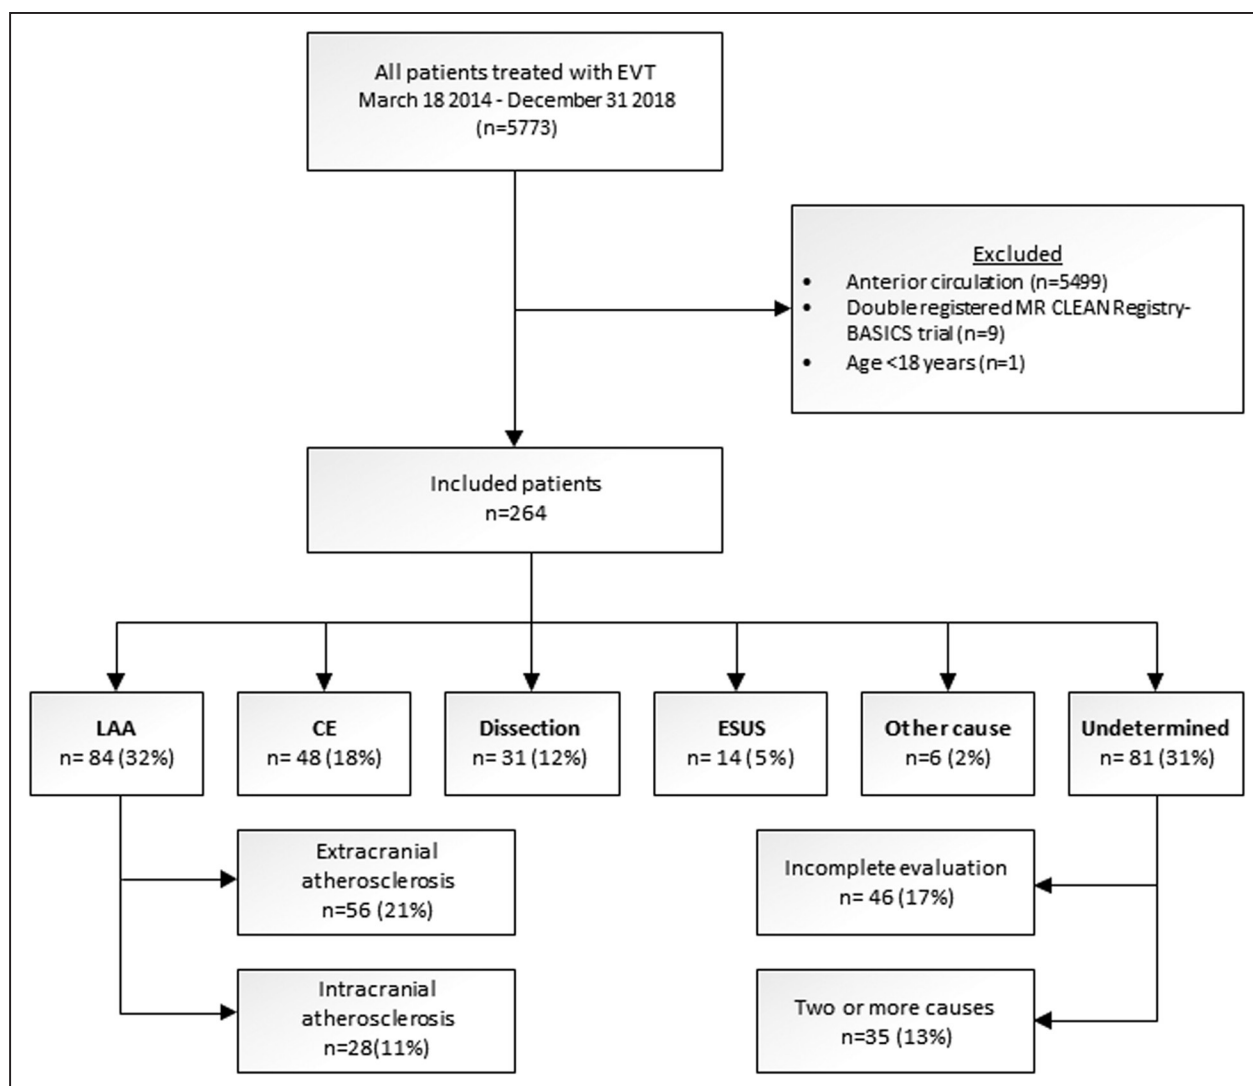 All patients treated with EVT
March 18 2014 - December 31 2018
(n=5773)
Excluded
• Anterior circulation (n=5499)
• Double registered MR CLEAN Registry-
BASICS trial (n=9)
• Age <18 years (n=1)
Included patients
n=264
LAA
n= 84 (32%)
CE
n= 48 (18%)
Dissection
n= 31 (12%)
ESUS
n= 14 (5%)
Other cause
n=6 (2%)
Undetermined
n= 81 (31%)
Extracranial
atherosclerosis
n=56 (21%)
Incomplete evaluation
n= 46 (17%)
Intracranial
atherosclerosis
n=28(11%)
Two or more causes
n=35 (13%)